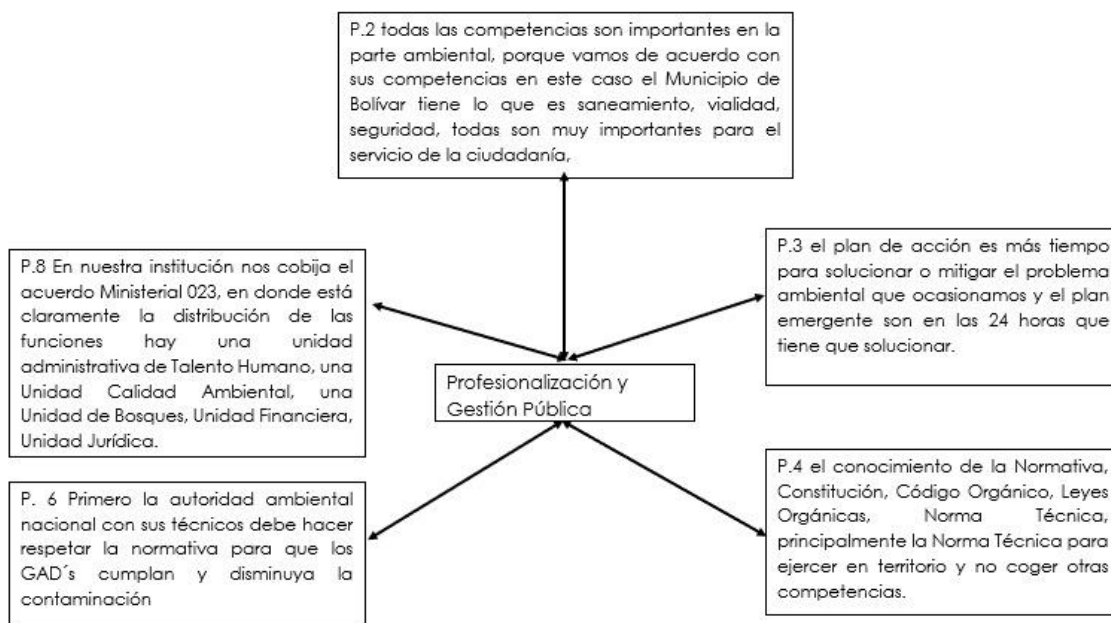 P.2 todas las competencias son importantes en la
parte ambiental, porque vamos de acuerdo con
sus competencias en este caso el Municipio de
Bolívar tiene lo que es saneamiento, vialidad,
seguridad, todas son muy importantes para el
servicio de la ciudadanía,
P.8 En nuestra institución nos cobija el
acuerdo Ministerial 023, en donde está
claramente la distribución de las
funciones hay una unidad
administrativa de Talento Humano, una
Unidad Calidad Ambiental, una
Unidad de Bosques, Unidad Financiera,
Unidad Jurídica.
P.3 el plan de acción es más tiempo
para solucionar o mitigar el problema
ambiental que ocasionamos y el plan
emergente son en las 24 horas que
tiene que solucionar.
Profesionalización y
Gestión Pública
P. 6 Primero la autoridad ambiental
nacional con sus técnicos debe hacer
respetar la normativa para que los
GAD´s cumplan y disminuya la
contaminación
P.4 el conocimiento de la Normativa,
Constitución, Código Orgánico, Leyes
Orgánicas, Norma Técnica,
principalmente la Norma Técnica para
ejercer en territorio y no coger otras
competencias.